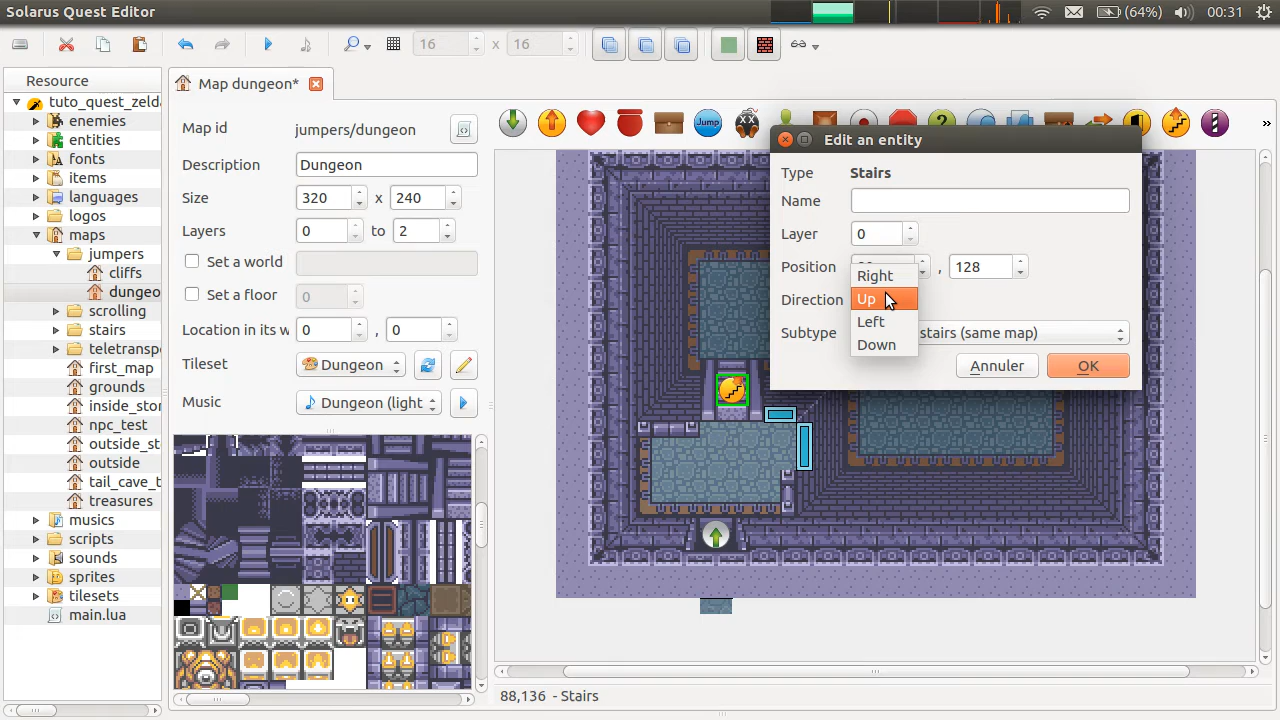 Solarus Quest Editor
(64%)
00:31
16 x 16
Resource
Map dungeon*
tuto_quest_zeld
enemies
entities
fonts
items
languages
logos
maps
jumpers
cliffs
dungeo
scrolling
stairs
teletransp
first_map
grounds
inside_sto
npc_test
outside_st
outside
tail_cave_t
treasures
musics
scripts
sounds
sprites
tilesets
main.lua
Map id jumpers/dungeon
Description Dungeon
Size 320 x 240
Layers 0 to 2
Set a world
Set a floor 0
Location in its w 0 , 0
Tileset Dungeon
Music Dungeon (light
Jump
?
»
Edit an entity
Type Stairs
Name
Layer 0
Position , 128
Direction
Right
Up
Left
Down
Subtype stairs (same map)
Annuler OK
88,136 - Stairs